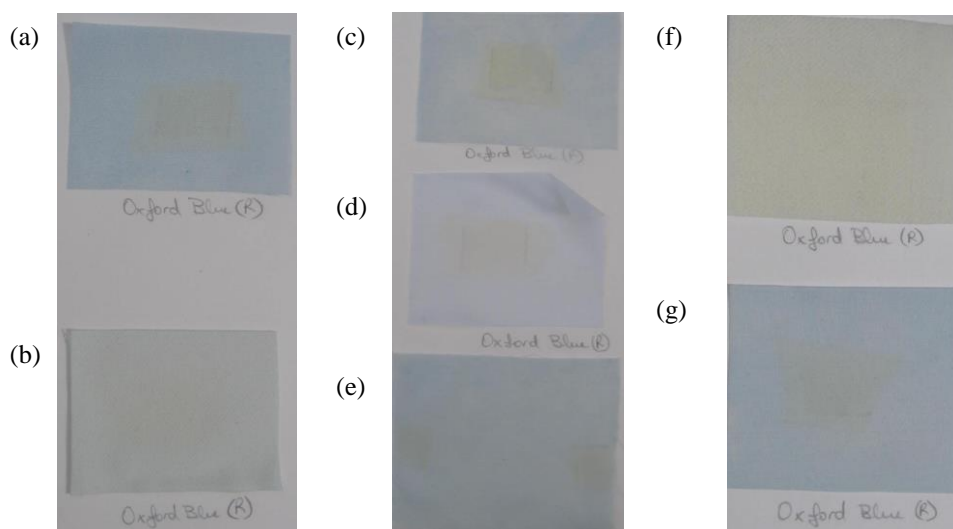 (a)
Oxford Blue (R)
(b)
Oxford Blue (R)
(c)
Oxford Blue (R)
(d)
Oxford Blue (R)
(e)
(f)
Oxford Blue (R)
(g)
Oxford Blue (R)